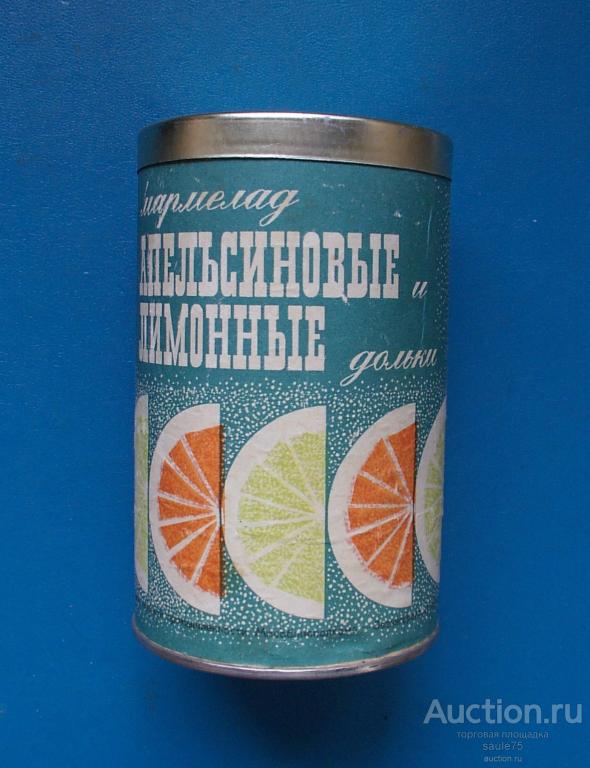 мармелад
АПЕЛЬСИНОВЫЕ и
ЛИМОННЫЕ дольки
Auction.ru
торговая площадка
saule75
auction.ru